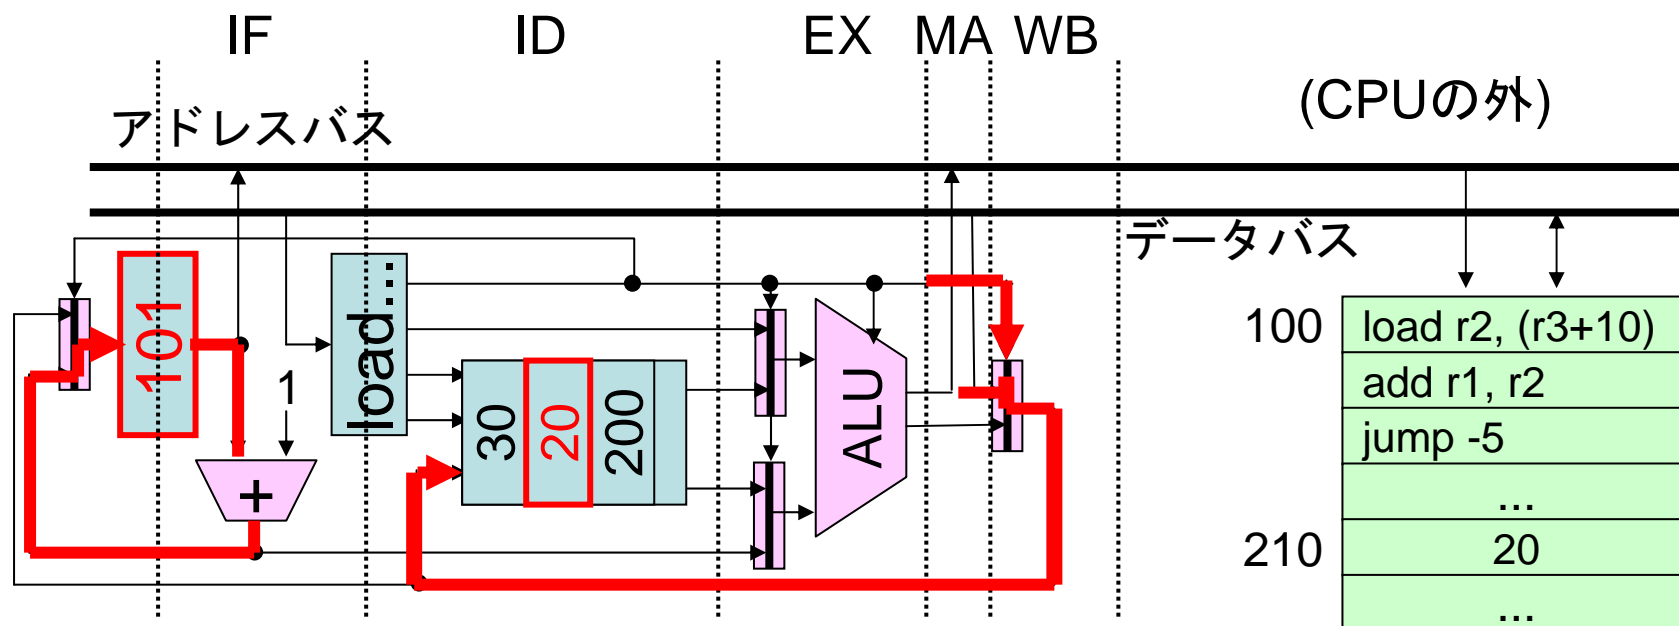 IF ID EX MA WB
(CPUの外)
アドレスバス
データバス
101
1
+
load...
30
20
200
ALU
100 load r2, (r3+10)
add r1, r2
jump -5
...
210 20
...